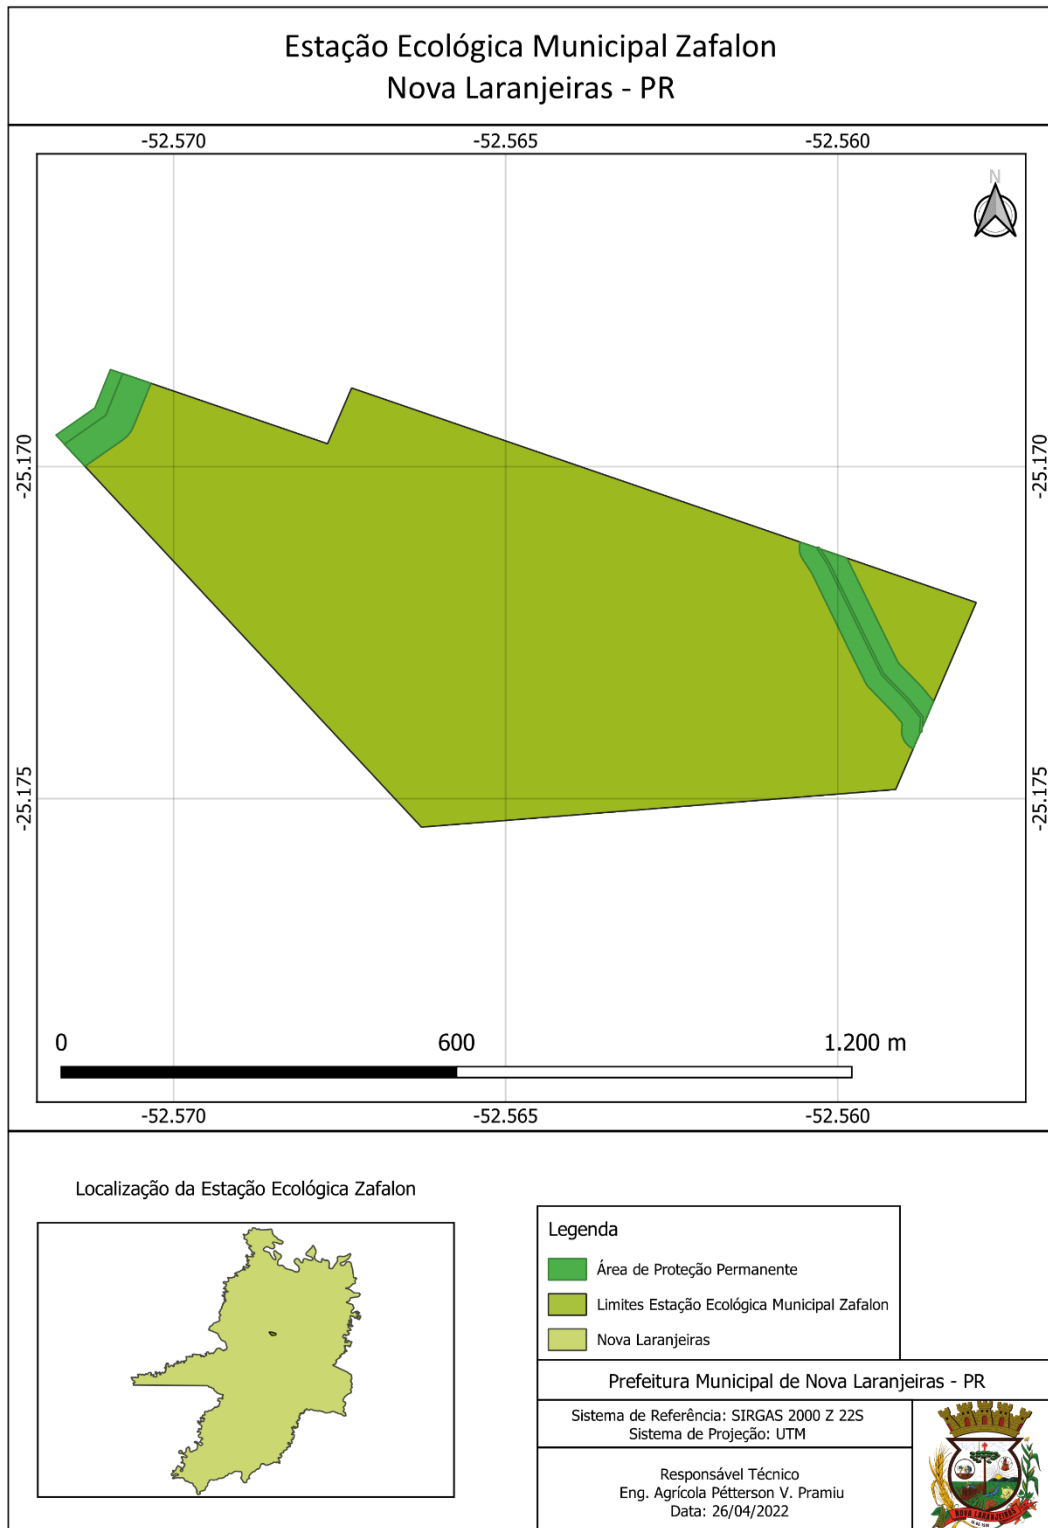 Estação Ecológica Municipal Zafalon
Nova Laranjeiras - PR
-52.570 -52.565 -52.560
N
-25.170 -25.170
-25.175 -25.175
0 600 1.200 m
-52.570 -52.565 -52.560
Localização da Estação Ecológica Zafalon
Legenda
Área de Proteção Permanente
Limites Estação Ecológica Municipal Zafalon
Nova Laranjeiras
Prefeitura Municipal de Nova Laranjeiras - PR
Sistema de Referência: SIRGAS 2000 Z 22S
Sistema de Projeção: UTM
Responsável Técnico
Eng. Agrícola Pétterson V. Pramiu
Data: 26/04/2022
NOVA LARANJEIRAS